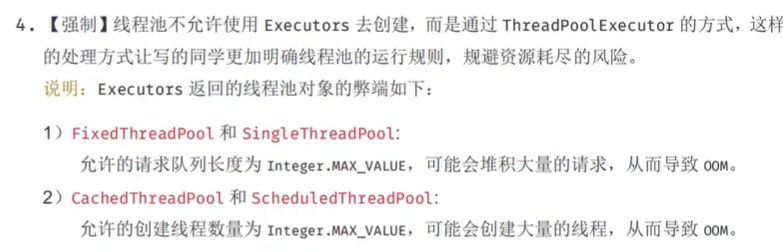 4. 【强制】线程池不允许使用 Executors 去创建，而是通过 ThreadPoolExecutor 的方式，这样
的处理方式让写的同学更加明确线程池的运行规则，规避资源耗尽的风险。
说明：Executors 返回的线程池对象的弊端如下：
1）FixedThreadPool 和 SingleThreadPool:
允许的请求队列长度为 Integer.MAX_VALUE，可能会堆积大量的请求，从而导致 OOM。
2）CachedThreadPool 和 ScheduledThreadPool:
允许的创建线程数量为 Integer.MAX_VALUE，可能会创建大量的线程，从而导致 OOM。